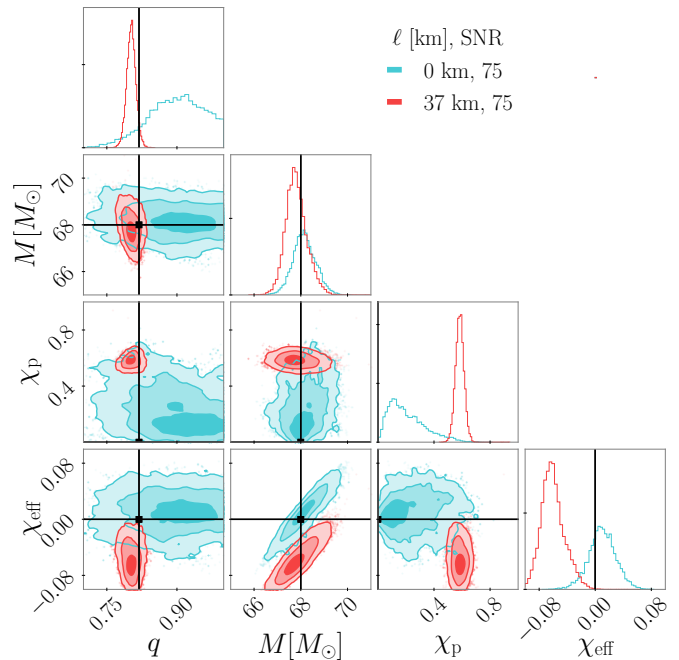 ℓ [km], SNR
0 km, 75
37 km, 75
70
68
66
M[M⊙]
0.8
0.4
χp
0.08
0.00
−0.08
χeff
0.75 0.90 66 68 70 0.4 0.8 −0.08 0.00 0.08
q M[M⊙] χp χeff